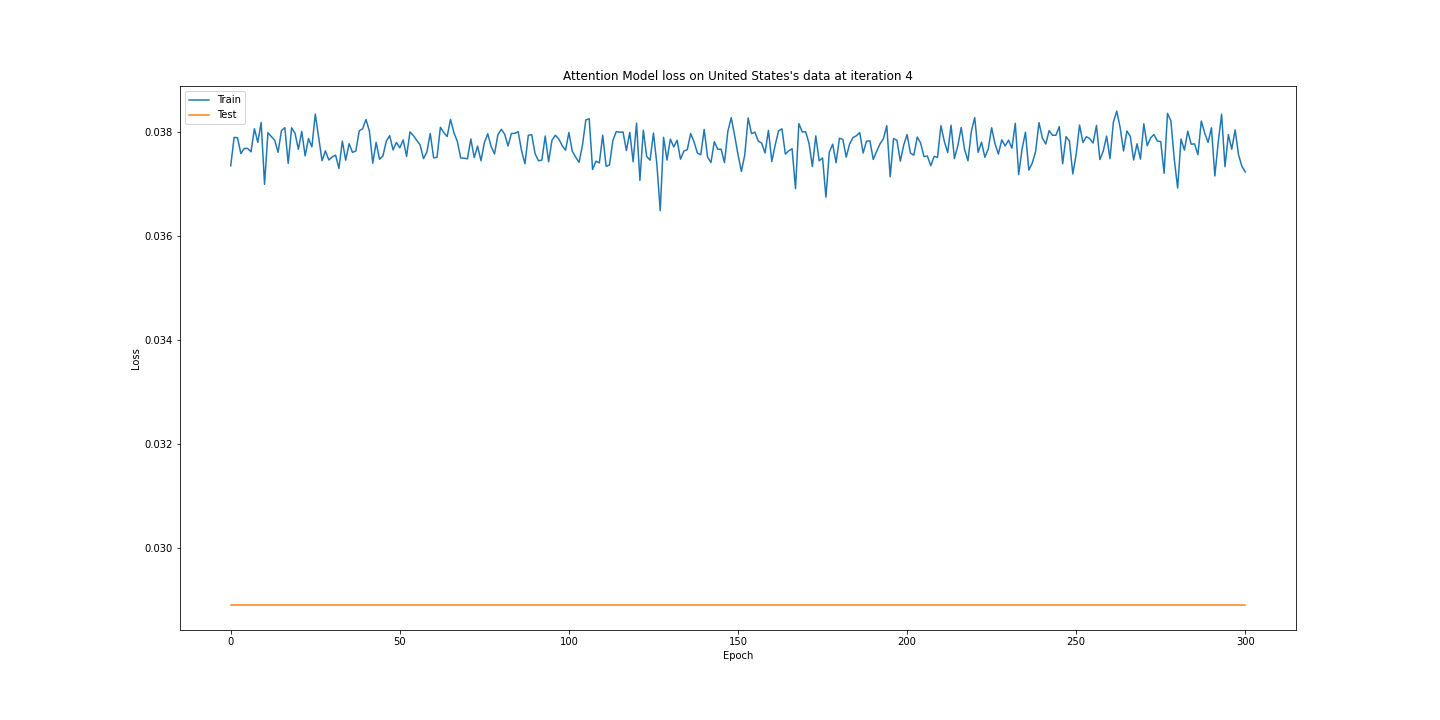 Attention Model loss on United States's data at iteration 4
Train
Test
0.038
0.036
0.034
0.032
0.030
Loss
0 50 100 150 200 250 300
Epoch